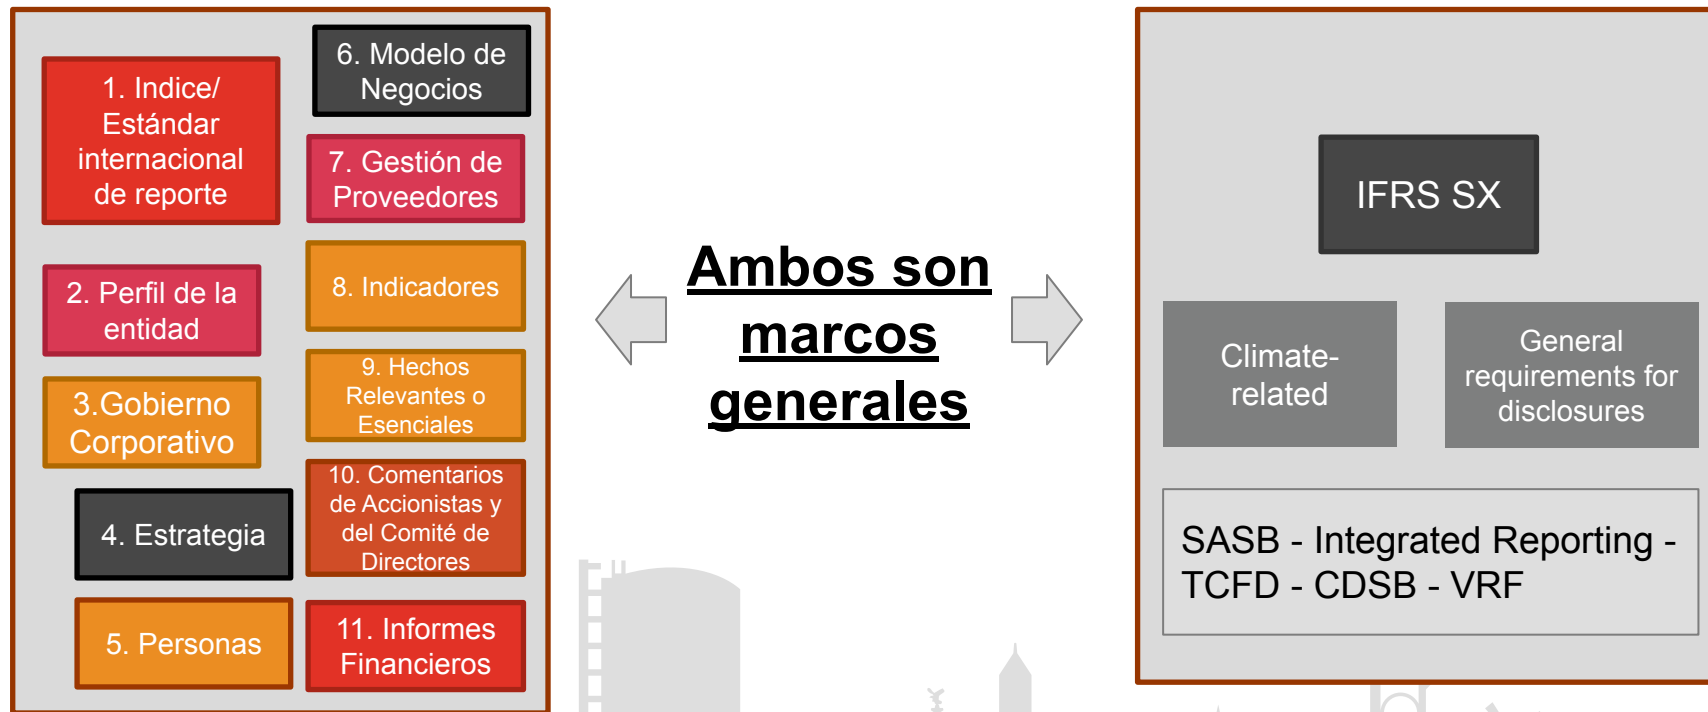 1. Indice/
Estándar
internacional
de reporte
2. Perfil de la
entidad
3.Gobierno
Corporativo
4. Estrategia
5. Personas
6. Modelo de
Negocios
7. Gestión de
Proveedores
8. Indicadores
9. Hechos
Relevantes o
Esenciales
10. Comentarios
de Accionistas y
del Comité de
Directores
11. Informes
Financieros
Ambos son
marcos
generales
IFRS SX
Climate-
related
General
requirements for
disclosures
SASB - Integrated Reporting -
TCFD - CDSB - VRF